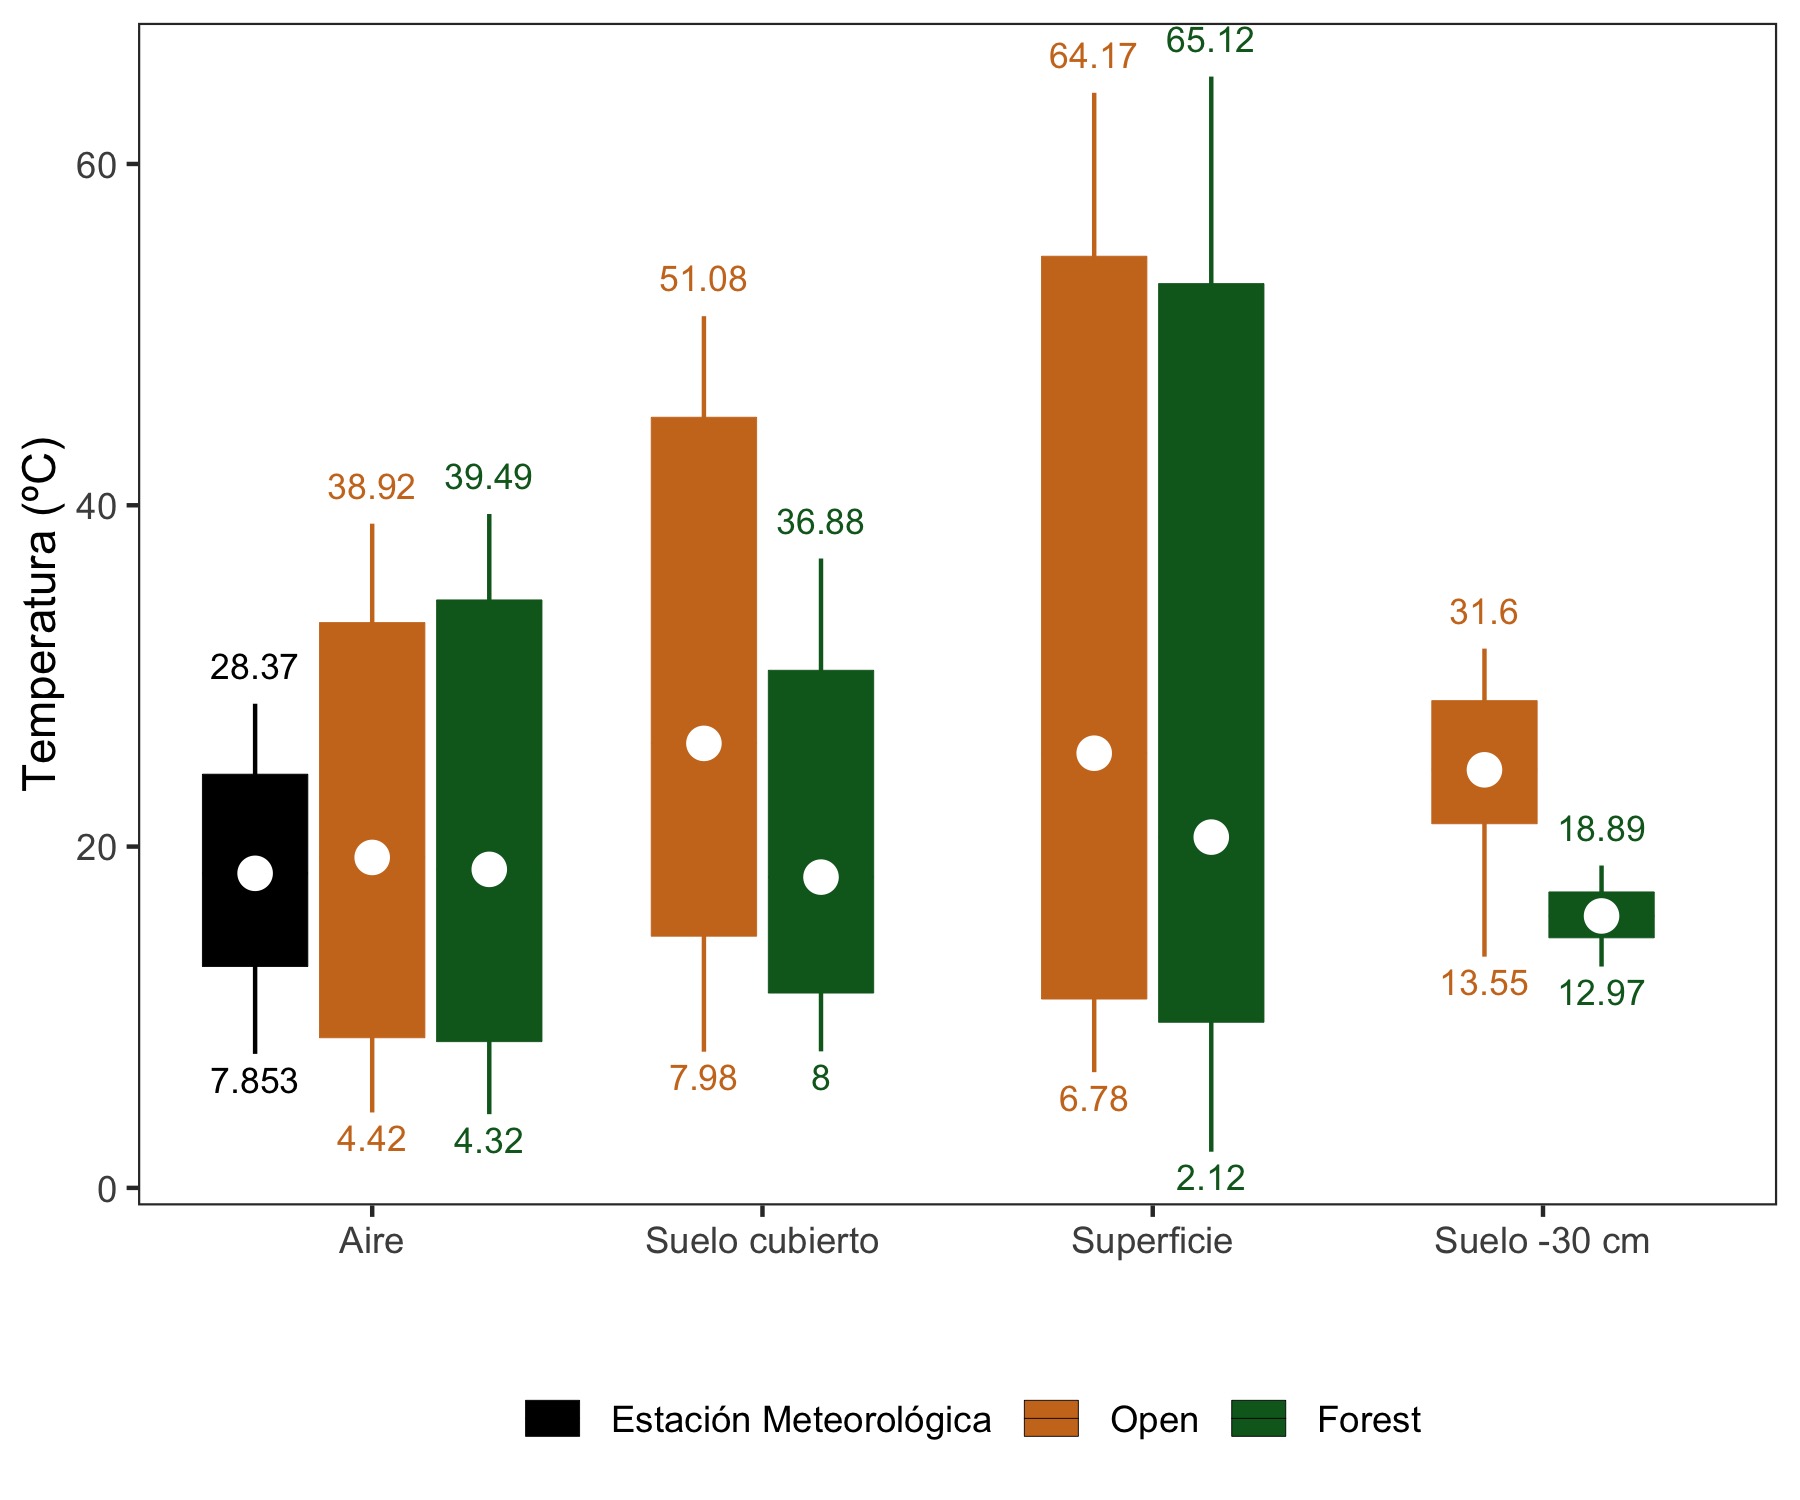 Temperatura (ºC)
60
40
20
0
28.37
7.853
38.92
4.42
39.49
4.32
51.08
7.98
36.88
8
64.17
6.78
65.12
2.12
31.6
13.55
18.89
12.97
Aire
Suelo cubierto
Superficie
Suelo -30 cm
Estación Meteorológica
Open
Forest